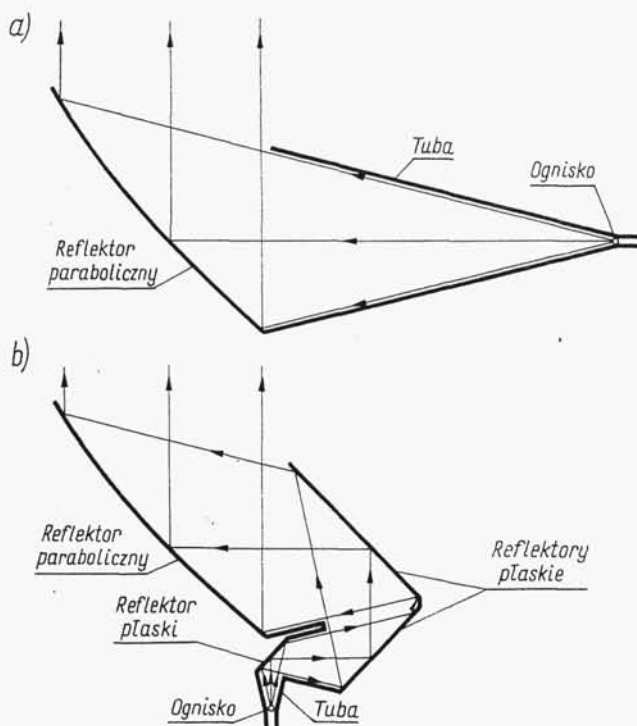 a)
Tuba
Ognisko
Reflektor
paraboliczny
b)
Reflektor
paraboliczny
Reflektory
płaskie
Reflektor
płaski
Ognisko
Tuba